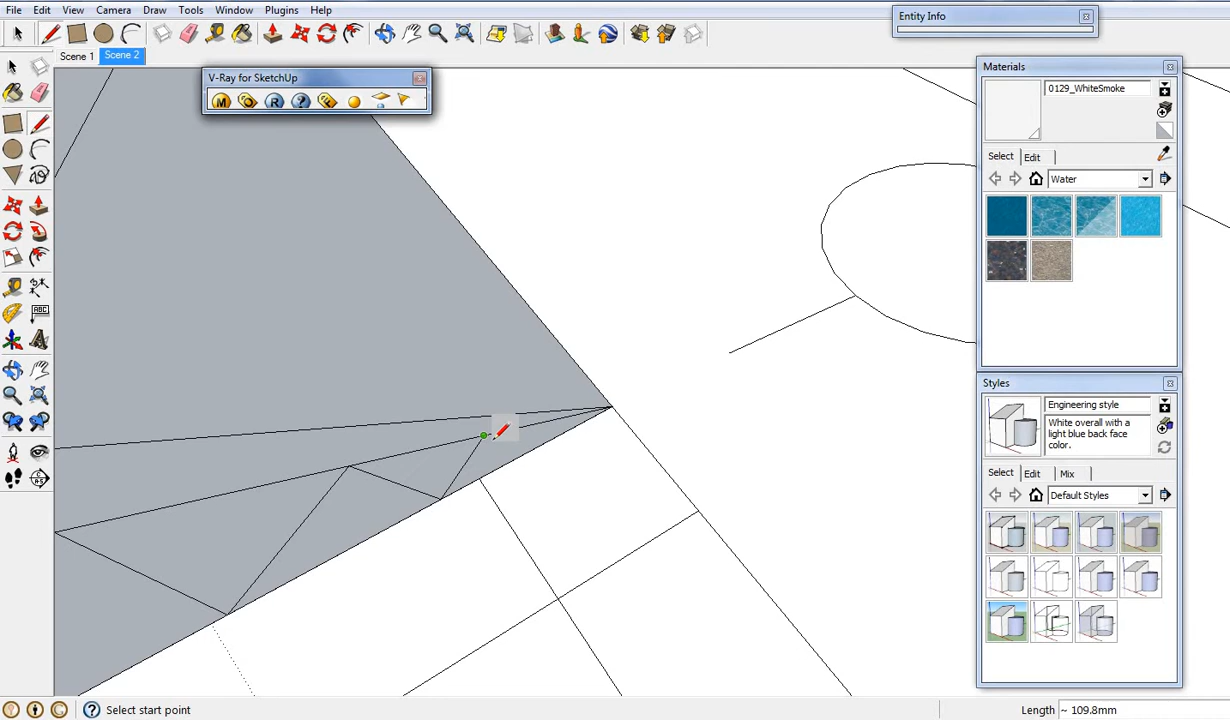 File Edit View Camera Draw Tools Window Plugins Help
Entity Info
Scene 1 Scene 2
V-Ray for SketchUp
M R ?
Materials
0129_WhiteSmoke
Select Edit
Water
ABC
Styles
Engineering style
White overall with a
light blue back face
color.
Select Edit Mix
Default Styles
Select start point
Length ~ 109.8mm